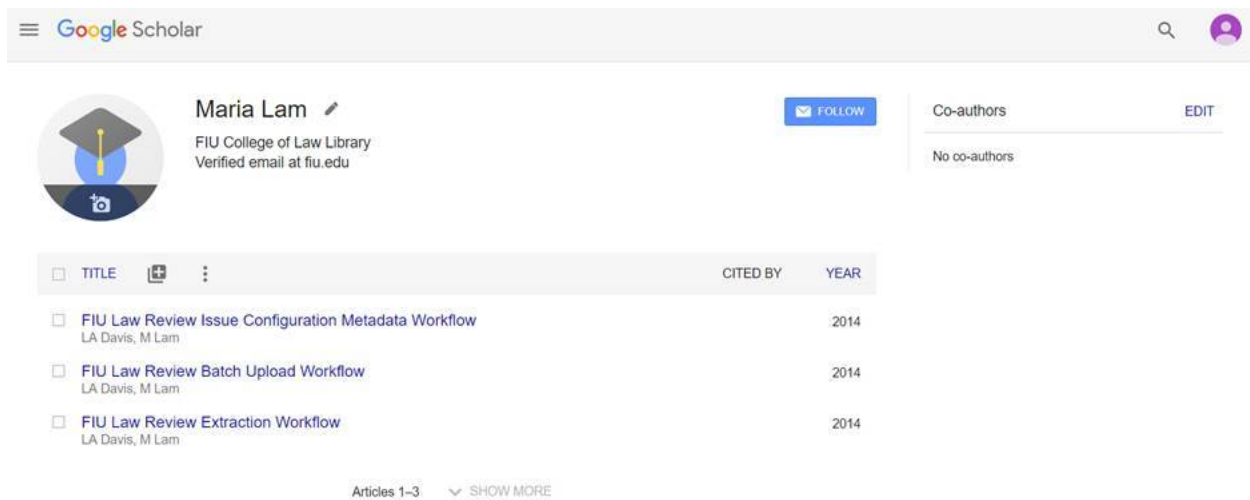 Google Scholar
Maria Lam
FOLLOW
FIU College of Law Library
Verified email at fiu.edu
Co-authors
EDIT
No co-authors
TITLE
CITED BY
YEAR
FIU Law Review Issue Configuration Metadata Workflow
2014
LA Davis, M Lam
FIU Law Review Batch Upload Workflow
2014
LA Davis, M Lam
FIU Law Review Extraction Workflow
2014
LA Davis, M Lam
Articles 1–3
SHOW MORE